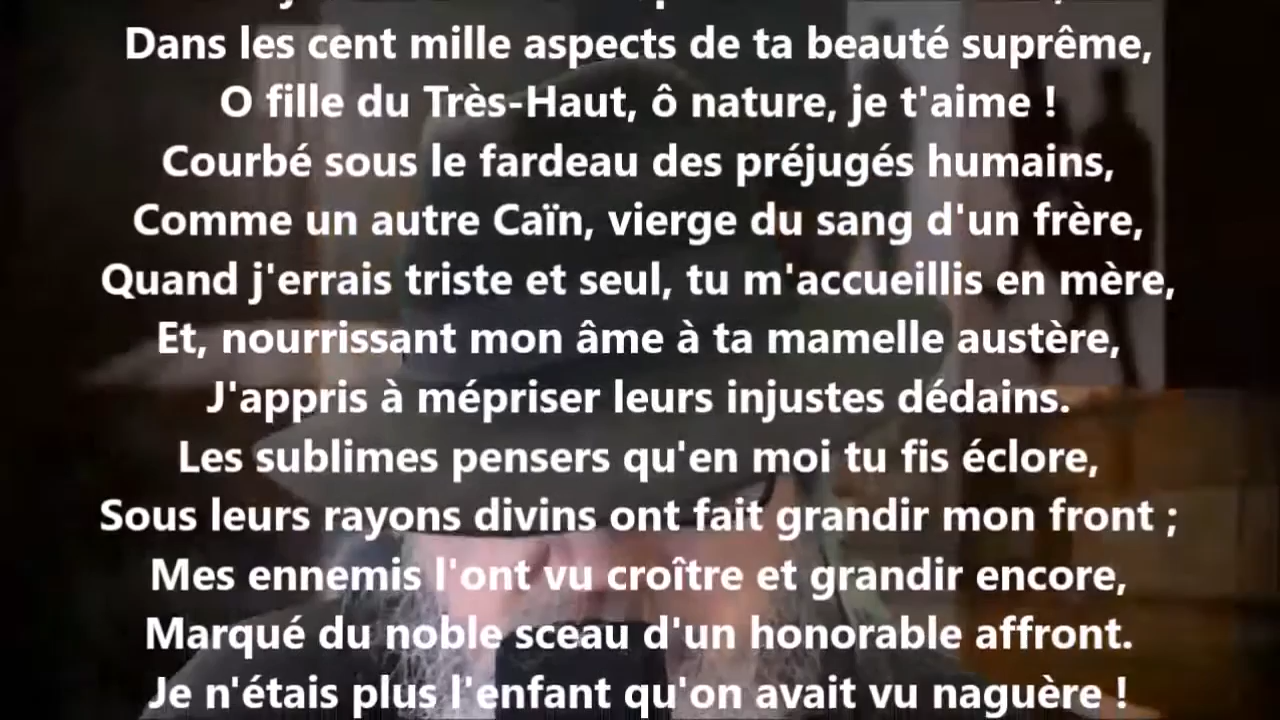 Dans les cent mille aspects de ta beauté suprême,
O fille du Très-Haut, ô nature, je t'aime !
Courbé sous le fardeau des préjugés humains,
Comme un autre Caïn, vierge du sang d'un frère,
Quand j'errais triste et seul, tu m'accueillis en mère,
Et, nourrissant mon âme à ta mamelle austère,
J'appris à mépriser leurs injustes dédains.
Les sublimes pensers qu'en moi tu fis éclore,
Sous leurs rayons divins ont fait grandir mon front ;
Mes ennemis l'ont vu croître et grandir encore,
Marqué du noble sceau d'un honorable affront.
Je n'étais plus l'enfant qu'on avait vu naguère !